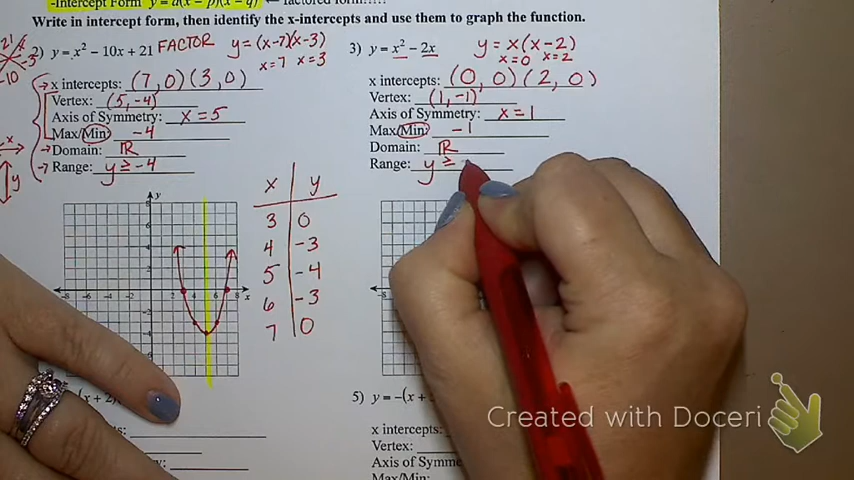 -Intercept Form y = a(x − p)(x − q) ← factored form.....
Write in intercept form, then identify the x-intercepts and use them to graph the function.
21
-3
-10
2) y = x² − 10x + 21 FACTOR y = (x-7)(x-3)
x=7 x=3
x intercepts: (7,0)(3,0)
Vertex: (5,-4)
Axis of Symmetry: x=5
Max/Min: -4
Domain: ℝ
Range: y ≥ -4
x
y
x y
3 0
4 -3
5 -4
6 -3
7 0
y
x
3) y = x² − 2x y = x(x-2)
x=0 x=2
x intercepts: (0,0)(2,0)
Vertex: (1,-1)
Axis of Symmetry: x=1
Max/Min: -1
Domain: ℝ
Range: y ≥
(x + 2)
5) y = −(x +
x intercepts:
Vertex:
Axis of Symme
Max/Min:
Created with Doceri